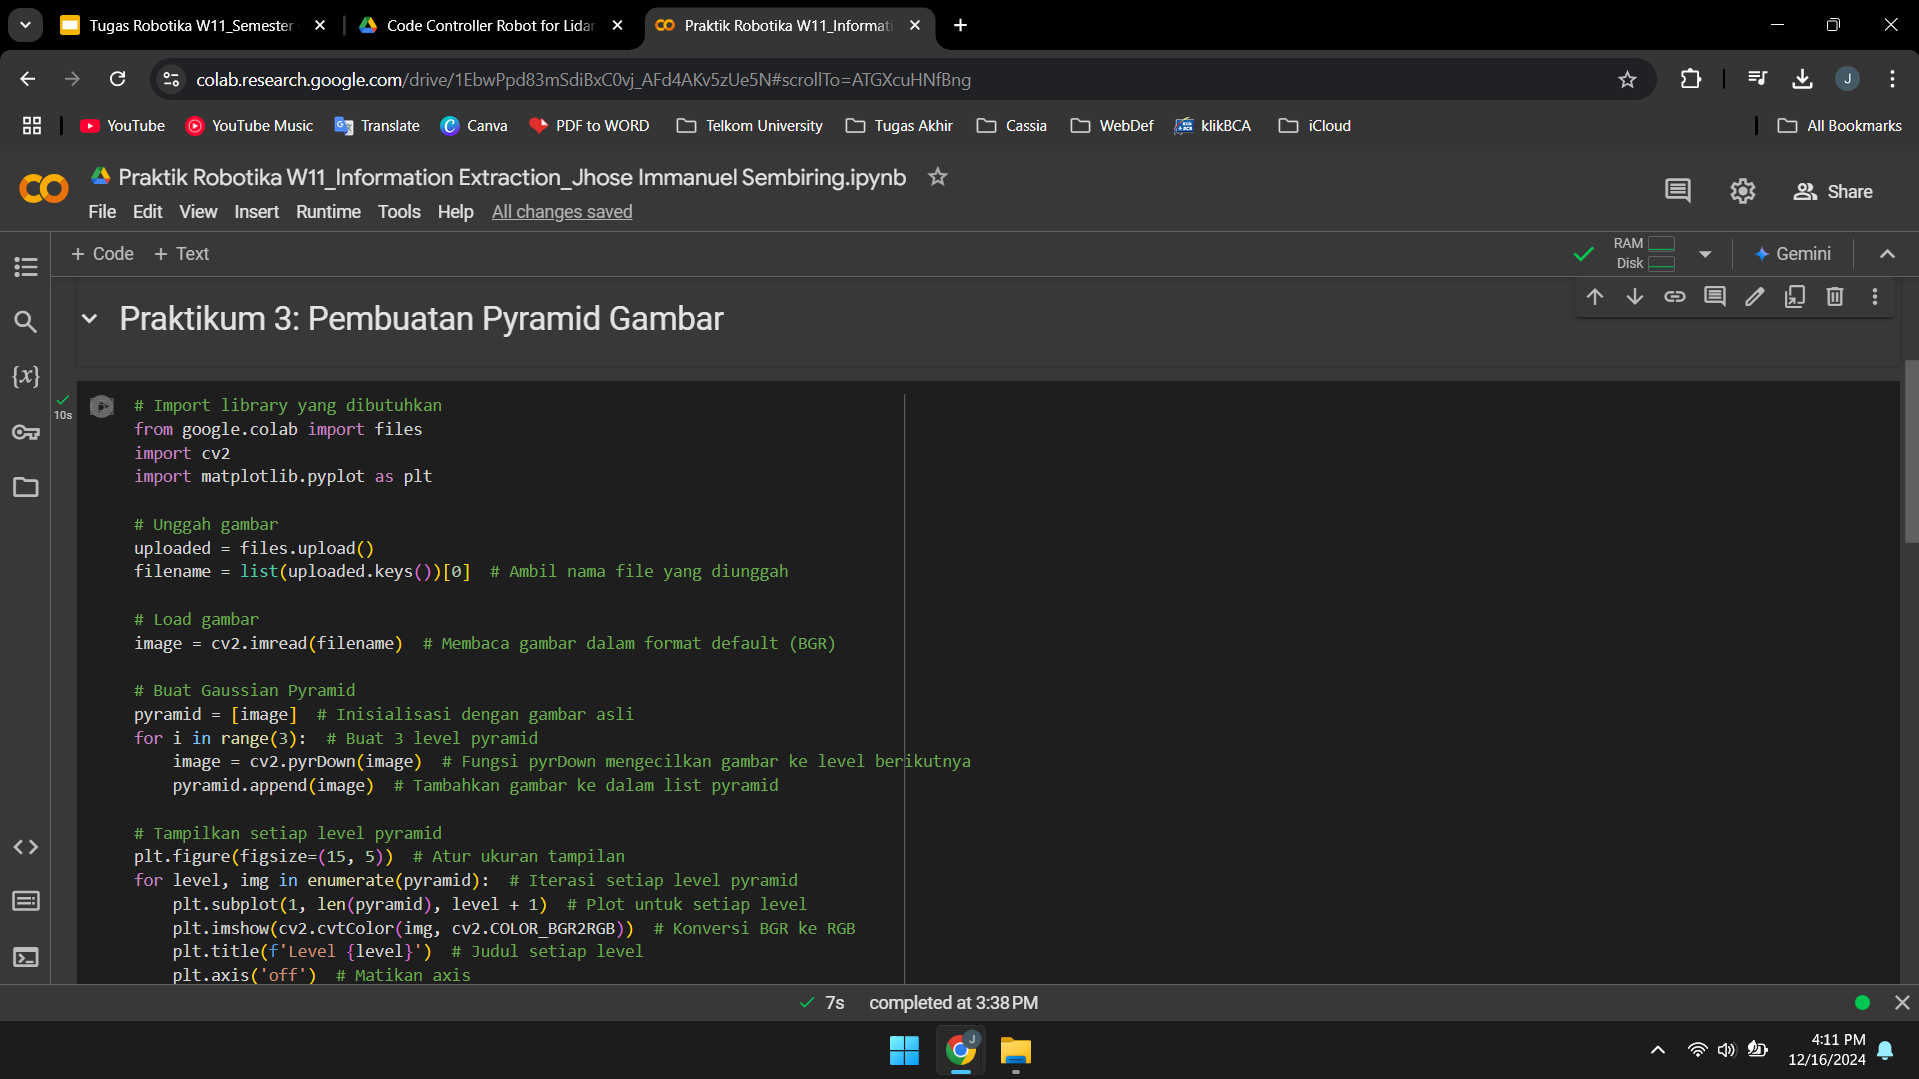 Tugas Robotika W11_Semester
Code Controller Robot for Lidar
Praktik Robotika W11_Informati
colab.research.google.com/drive/1EbwPpd83mSdiBxC0vj_AFd4AKv5zUe5N#scrollTo=ATGXcuHNfBng
J
YouTube
YouTube Music
Translate
Canva
PDF to WORD
Telkom University
Tugas Akhir
Cassia
WebDef
klikBCA
iCloud
All Bookmarks
Praktik Robotika W11_Information Extraction_Jhose Immanuel Sembiring.ipynb
File Edit View Insert Runtime Tools Help All changes saved
Share
+ Code + Text
RAM
Disk
Gemini
Praktikum 3: Pembuatan Pyramid Gambar
{x}
10s
# Import library yang dibutuhkan
from google.colab import files
import cv2
import matplotlib.pyplot as plt
# Unggah gambar
uploaded = files.upload()
filename = list(uploaded.keys())[0]  # Ambil nama file yang diunggah
# Load gambar
image = cv2.imread(filename)  # Membaca gambar dalam format default (BGR)
# Buat Gaussian Pyramid
pyramid = [image]  # Inisialisasi dengan gambar asli
for i in range(3):  # Buat 3 level pyramid
    image = cv2.pyrDown(image)  # Fungsi pyrDown mengecilkan gambar ke level berikutnya
    pyramid.append(image)  # Tambahkan gambar ke dalam list pyramid
# Tampilkan setiap level pyramid
plt.figure(figsize=(15, 5))  # Atur ukuran tampilan
for level, img in enumerate(pyramid):  # Iterasi setiap level pyramid
    plt.subplot(1, len(pyramid), level + 1)  # Plot untuk setiap level
    plt.imshow(cv2.cvtColor(img, cv2.COLOR_BGR2RGB))  # Konversi BGR ke RGB
    plt.title(f'Level {level}')  # Judul setiap level
    plt.axis('off')  # Matikan axis
7s completed at 3:38 PM
J
4:11 PM
12/16/2024